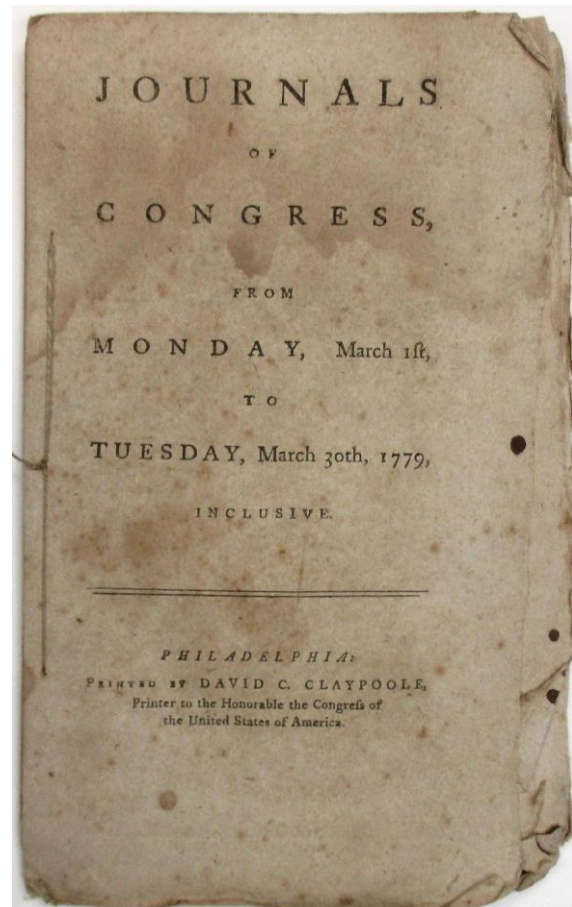 JOURNALS
OF
CONGRESS,
FROM
MONDAY, March 1ſt,
TO
TUESDAY, March 30th, 1779,
INCLUSIVE.
PHILADELPHIA:
PRINTED BY DAVID C. CLAYPOOLE,
Printer to the Honorable the Congreſs of
the United States of America.